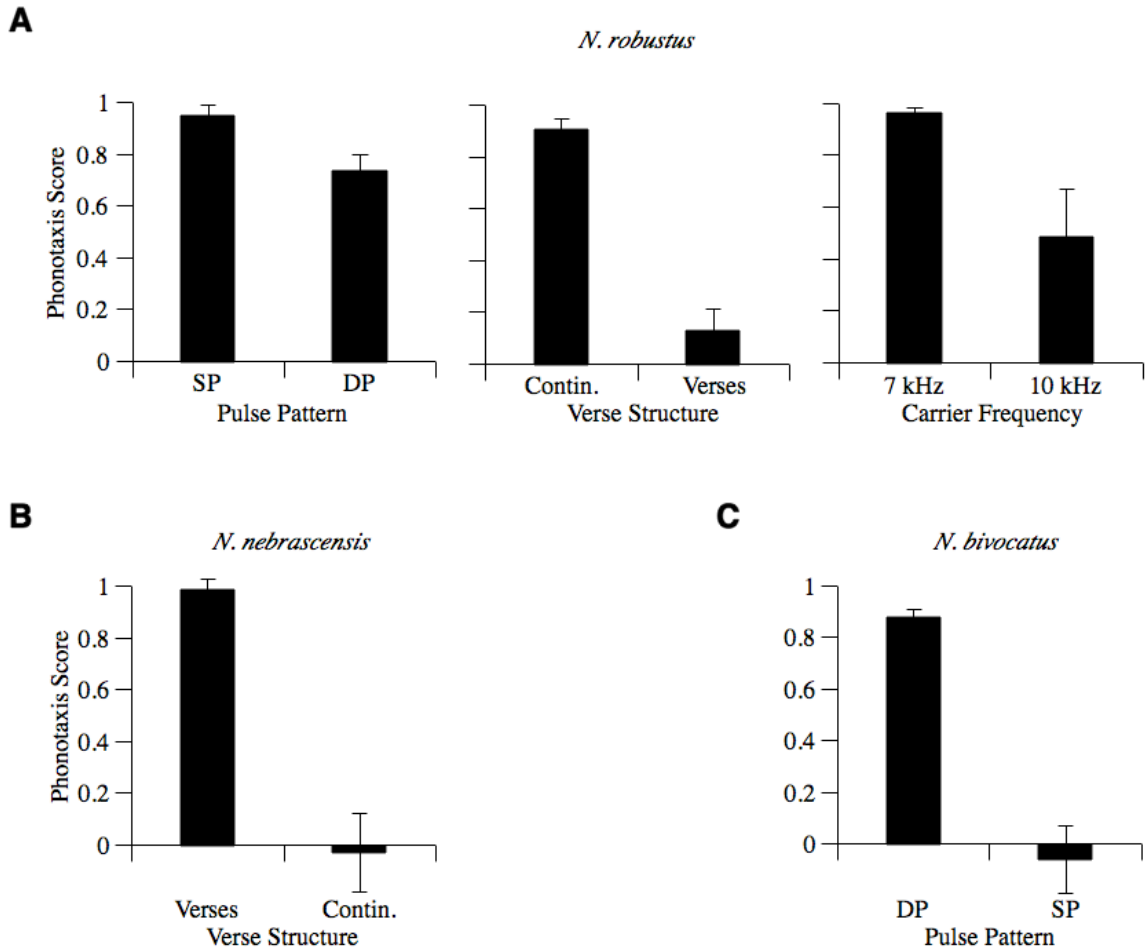 A
N. robustus
Phonotaxis Score
1
0.8
0.6
0.4
0.2
0
SP DP
Pulse Pattern
Contin. Verses
Verse Structure
7 kHz 10 kHz
Carrier Frequency
B
N. nebrascensis
Phonotaxis Score
1
0.8
0.6
0.4
0.2
0
Verses Contin.
Verse Structure
C
N. bivocatus
1
0.8
0.6
0.4
0.2
0
DP SP
Pulse Pattern